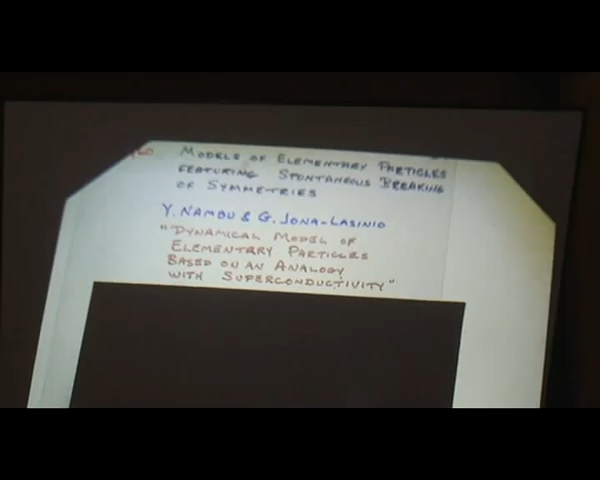 MODELS OF ELEMENTARY PARTICLES
FEATURING SPONTANEOUS BREAKING
OF SYMMETRIES
Y. NAMBU & G. JONA-LASINIO
"DYNAMICAL MODEL OF
ELEMENTARY PARTICLES
BASED ON AN ANALOGY
WITH SUPERCONDUCTIVITY"